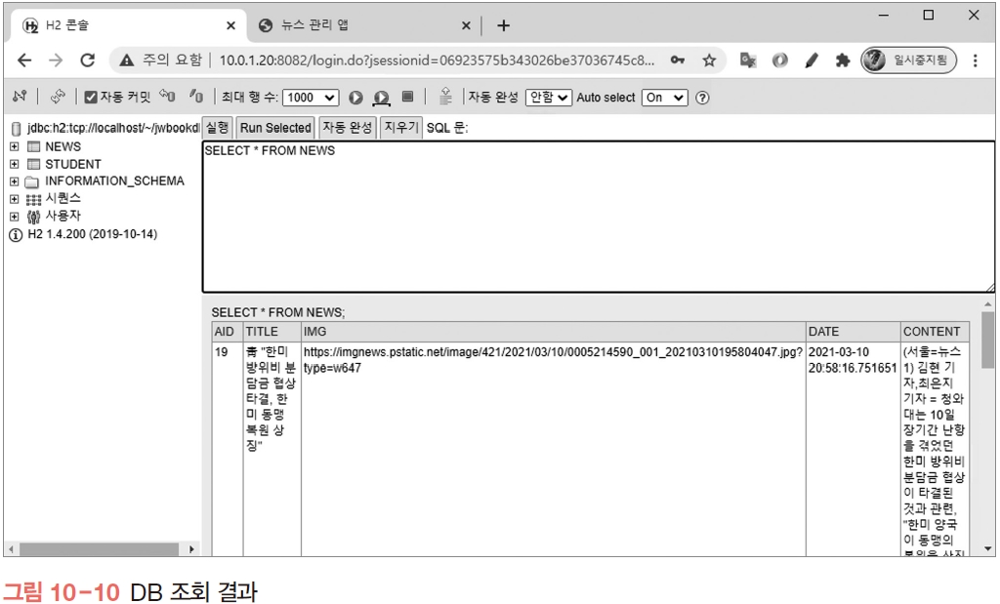 H2 콘솔
뉴스 관리 앱
주의 요함 | 10.0.1.20:8082/login.do?jsessionid=06923575b343026be37036745c8...
일시중지됨
자동 커밋
최대 행 수: 1000
자동 완성 안함
Auto select On
jdbc:h2:tcp://localhost/~/jwbookd
NEWS
STUDENT
INFORMATION_SCHEMA
시퀀스
사용자
H2 1.4.200 (2019-10-14)
실행 Run Selected 자동 완성 지우기 SQL 문:
SELECT * FROM NEWS
SELECT * FROM NEWS;
AID TITLE IMG DATE CONTENT
19
靑 "한미
방위비 분
담금 협상
타결, 한
미 동맹
복원 상
징"
https://imgnews.pstatic.net/image/421/2021/03/10/0005214590_001_20210310195804047.jpg?
type=w647
2021-03-10
20:58:16.751651
(서울=뉴스
1) 김현 기
자,최은지
기자 = 청와
대는 10일
장기간 난항
을 겪었던
한미 방위비
분담금 협상
이 타결된
것과 관련,
"한미 양국
이 동맹의
그림 10-10 DB 조회 결과